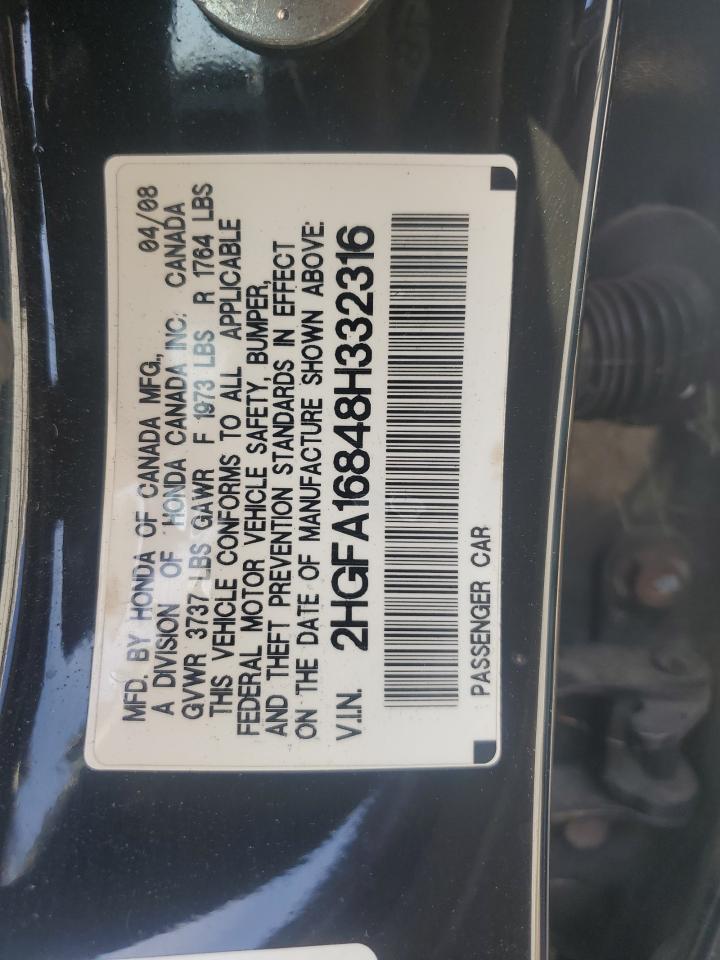 MFD. BY HONDA OF CANADA MFG., 04/08
A DIVISION OF HONDA CANADA INC. CANADA
GVWR 3737 LBS GAWR F 1973 LBS R 1764 LBS
THIS VEHICLE CONFORMS TO ALL APPLICABLE
FEDERAL MOTOR VEHICLE SAFETY, BUMPER,
AND THEFT PREVENTION STANDARDS IN EFFECT
ON THE DATE OF MANUFACTURE SHOWN ABOVE:
V.I.N. 2HGFA16848H332316
PASSENGER CAR